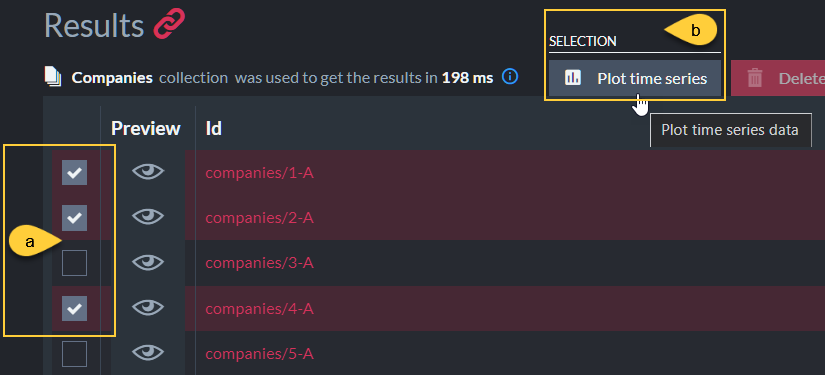 Results
b
SELECTION
Companies collection was used to get the results in 198 ms
Plot time series
Delete
Preview Id
Plot time series data
companies/1-A
companies/2-A
a
companies/3-A
companies/4-A
companies/5-A